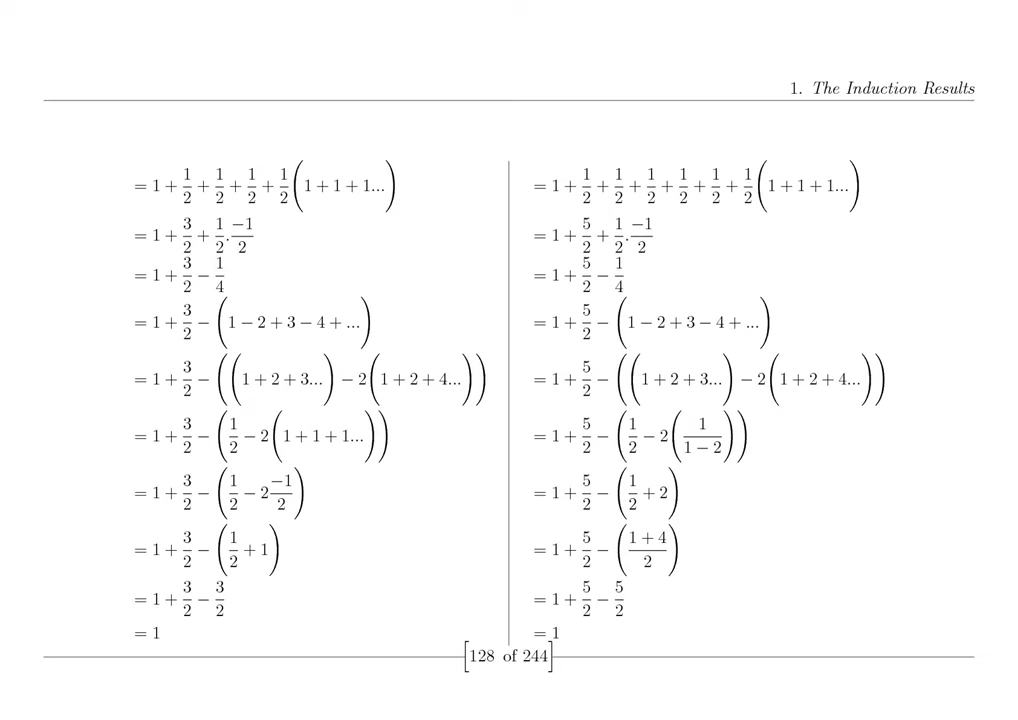 1. The Induction Results
= 1 + 1/2 + 1/2 + 1/2 + 1/2 (1 + 1 + 1...)
= 1 + 3/2 + 1/2 . −1/2
= 1 + 3/2 − 1/4
= 1 + 3/2 − (1 − 2 + 3 − 4 + ...)
= 1 + 3/2 − ((1 + 2 + 3...) − 2(1 + 2 + 4...))
= 1 + 3/2 − (1/2 − 2(1 + 1 + 1...))
= 1 + 3/2 − (1/2 − 2 −1/2)
= 1 + 3/2 − (1/2 + 1)
= 1 + 3/2 − 3/2
= 1
= 1 + 1/2 + 1/2 + 1/2 + 1/2 + 1/2 + 1/2 (1 + 1 + 1...)
= 1 + 5/2 + 1/2 . −1/2
= 1 + 5/2 − 1/4
= 1 + 5/2 − (1 − 2 + 3 − 4 + ...)
= 1 + 5/2 − ((1 + 2 + 3...) − 2(1 + 2 + 4...))
= 1 + 5/2 − (1/2 − 2(1/(1 − 2)))
= 1 + 5/2 − (1/2 + 2)
= 1 + 5/2 − ((1 + 4)/2)
= 1 + 5/2 − 5/2
= 1
[128 of 244]